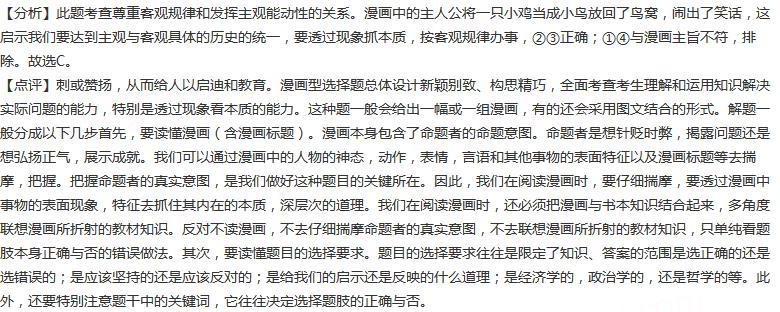 【分析】此题考查尊重客观规律和发挥主观能动性的关系。漫画中的主人公将一只小鸡当成小鸟放回了鸟窝，闹出了笑话，这
启示我们要达到主观与客观具体的历史的统一，要透过现象抓本质，按客观规律办事，②③正确；①④与漫画主旨不符，排
除。故选C。
【点评】刺或赞扬，从而给人以启迪和教育。漫画型选择题总体设计新颖别致、构思精巧，全面考查考生理解和运用知识解决
实际问题的能力，特别是透过现象看本质的能力。这种题一般会给出一幅或一组漫画，有的还会采用图文结合的形式。解题一
般分成以下几步首先，要读懂漫画（含漫画标题）。漫画本身包含了命题者的命题意图。命题者是想针贬时弊，揭露问题还是
想弘扬正气，展示成就。我们可以通过漫画中的人物的神态，动作，表情，言语和其他事物的表面特征以及漫画标题等去揣
摩，把握。把握命题者的真实意图，是我们做好这种题目的关键所在。因此，我们在阅读漫画时，要仔细揣摩，要透过漫画中
事物的表面现象，特征去抓住其内在的本质，深层次的道理。我们在阅读漫画时，还必须把漫画与书本知识结合起来，多角度
联想漫画所折射的教材知识。反对不读漫画，不去仔细揣摩命题者的真实意图，不去联想漫画所折射的教材知识，只单纯看题
肢本身正确与否的错误做法。其次，要读懂题目的选择要求。题目的选择要求往往是限定了知识、答案的范围是选正确的还是
选错误的；是应该坚持的还是应该反对的；是给我们的启示还是反映的什么道理；是经济学的，政治学的，还是哲学的等。此
外，还要特别注意题干中的关键词，它往往决定选择题肢的正确与否。